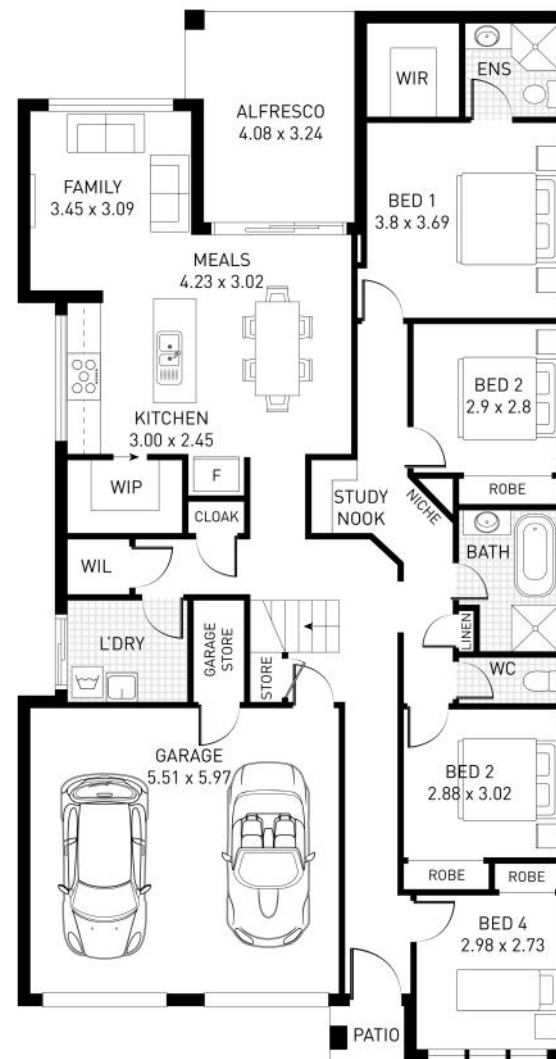 WIR
ENS
ALFRESCO
4.08 x 3.24
FAMILY
3.45 x 3.09
BED 1
3.8 x 3.69
MEALS
4.23 x 3.02
BED 2
2.9 x 2.8
KITCHEN
3.00 x 2.45
WIP
F
ROBE
STUDY
NOOK
NICHE
CLOAK
BATH
WIL
LINEN
L'DRY
GARAGE
STORE
STORE
WC
GARAGE
5.51 x 5.97
BED 2
2.88 x 3.02
ROBE
ROBE
BED 4
2.98 x 2.73
PATIO